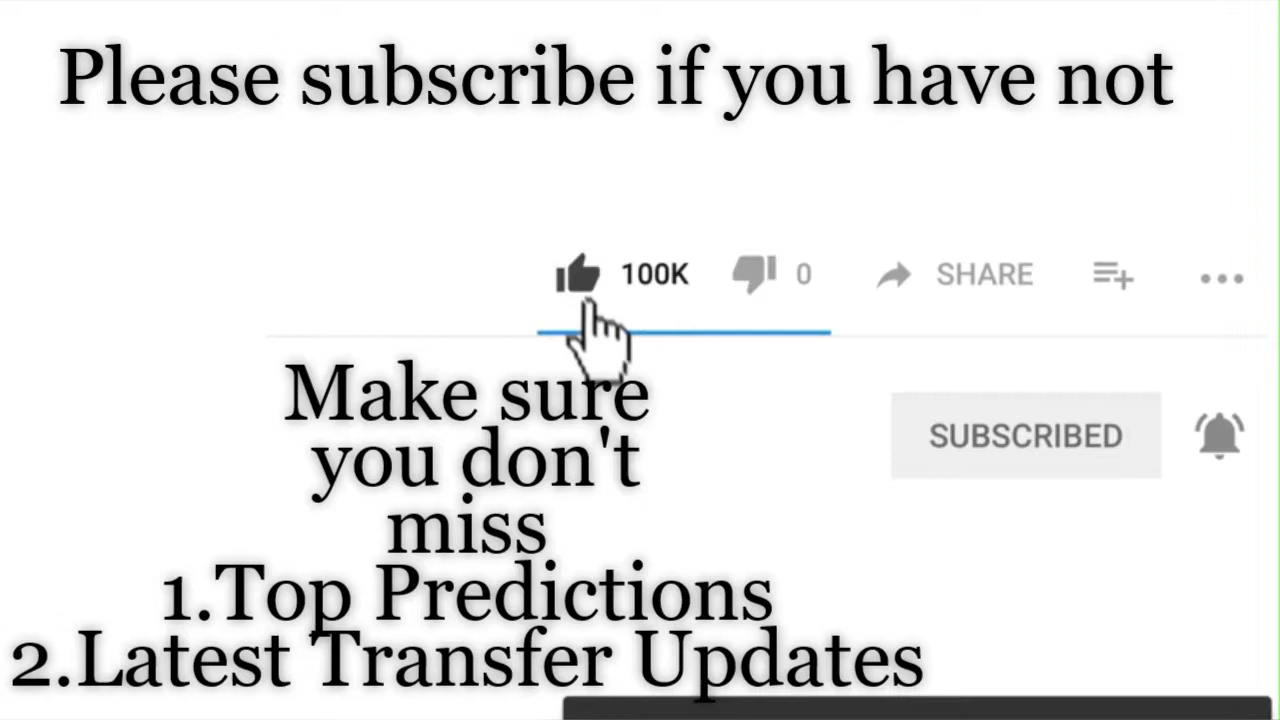 Please subscribe if you have not
100K 0 SHARE
Make sure
you don't
miss
SUBSCRIBED
1.Top Predictions
2.Latest Transfer Updates